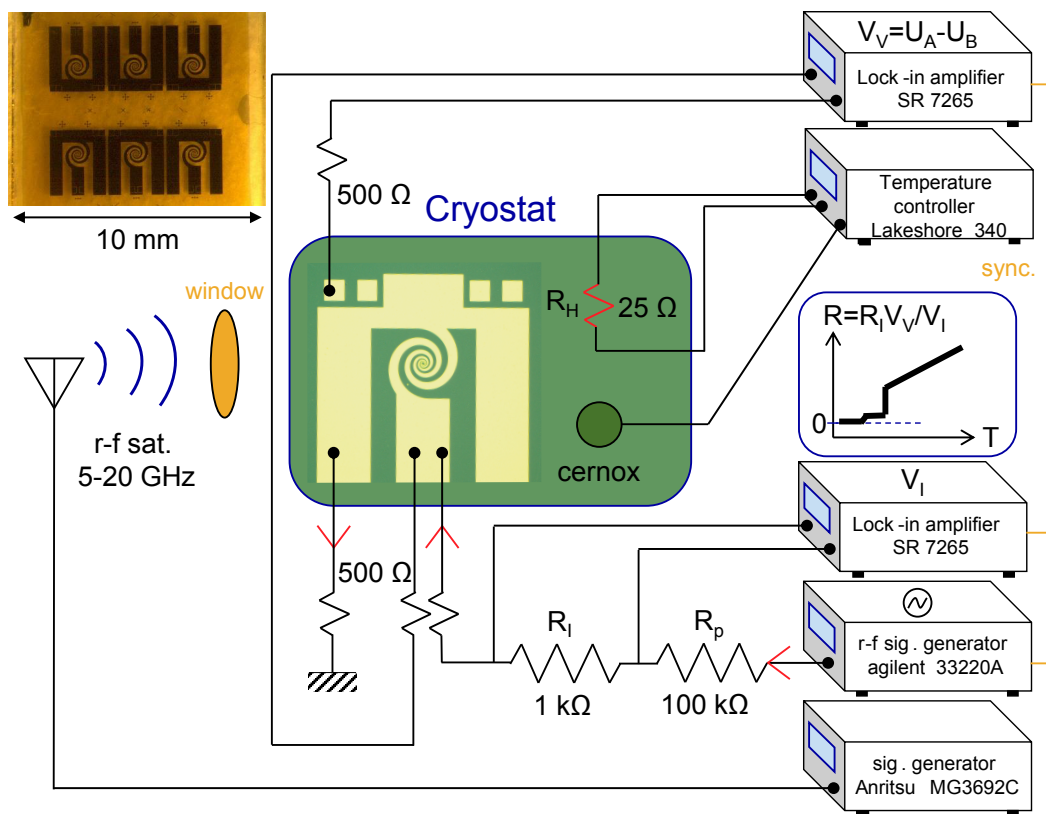 V_V=U_A-U_B
Lock -in amplifier
SR 7265
500 Ω
Temperature
controller
Lakeshore 340
Cryostat
10 mm
sync.
window
R_H
25 Ω
R=R_IV_V/V_I
0
T
r-f sat.
5-20 GHz
cernox
V_I
Lock -in amplifier
SR 7265
500 Ω
R_I
R_p
r-f sig . generator
agilent 33220A
1 kΩ
100 kΩ
sig . generator
Anritsu MG3692C